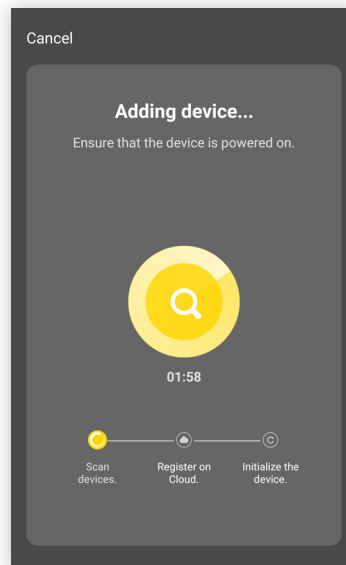 Cancel
Adding device...
Ensure that the device is powered on.
01:58
Scan
devices.
Register on
Cloud.
Initialize the
device.